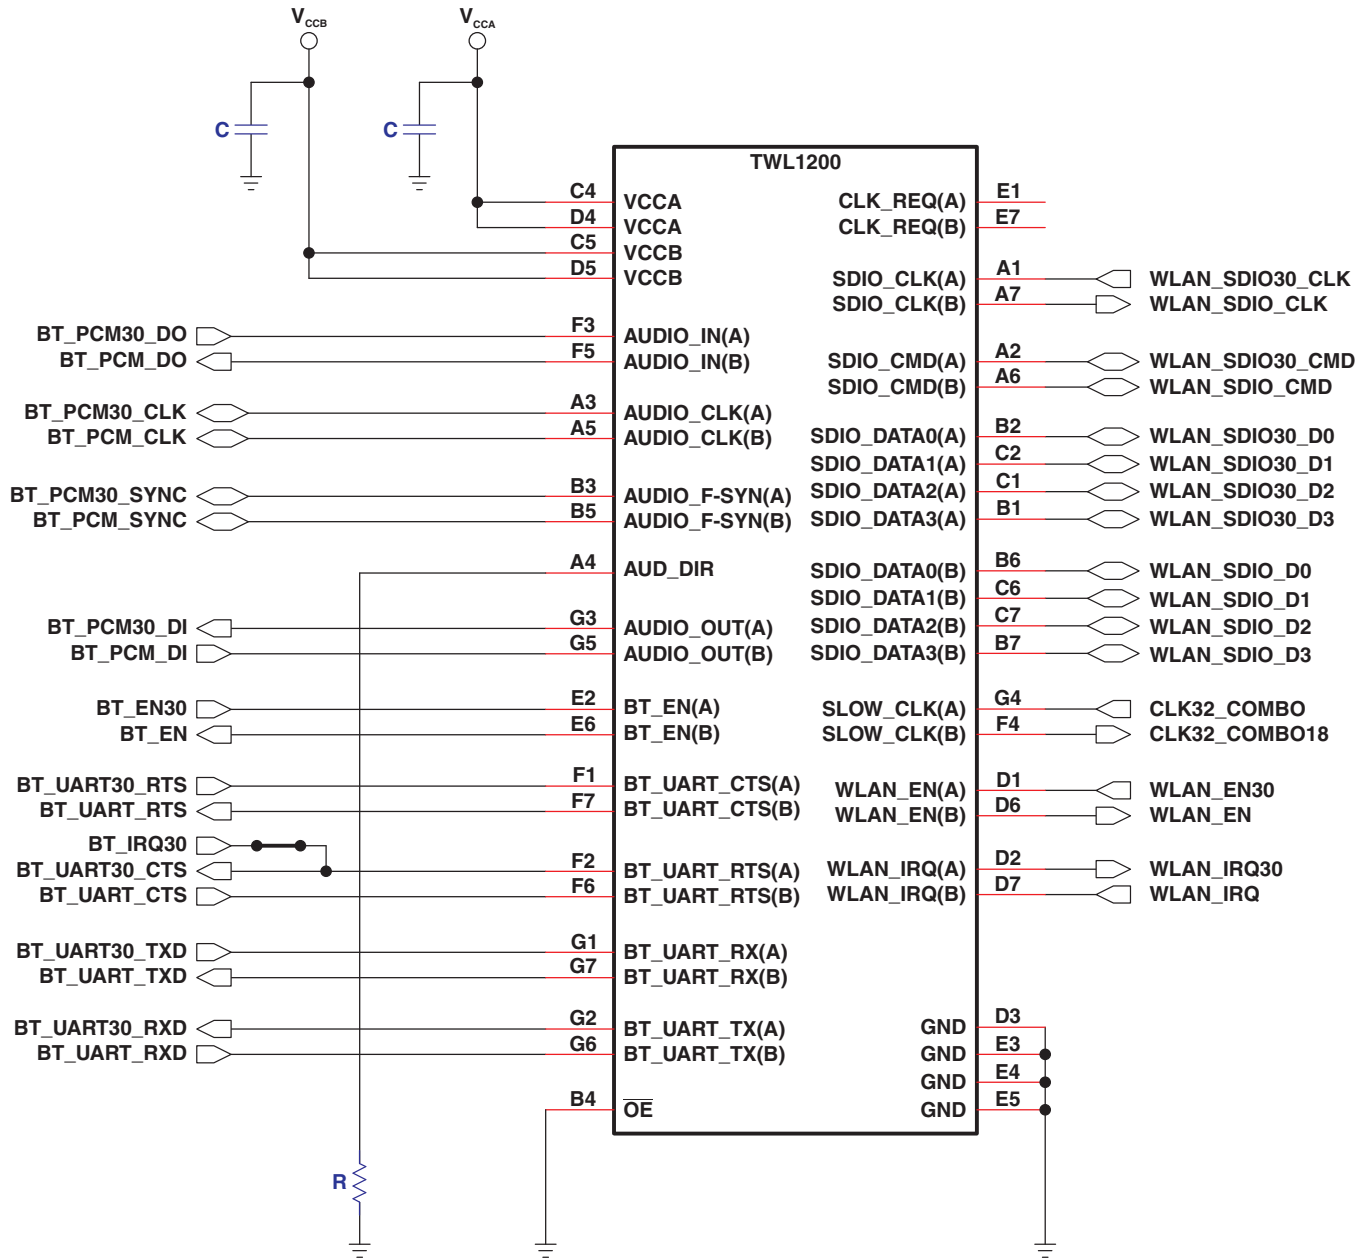 VCCB
VCCA
C
C
TWL1200
C4 VCCA
D4 VCCA
C5 VCCB
D5 VCCB
BT_PCM30_DO F3 AUDIO_IN(A)
BT_PCM_DO F5 AUDIO_IN(B)
BT_PCM30_CLK A3 AUDIO_CLK(A)
BT_PCM_CLK A5 AUDIO_CLK(B)
BT_PCM30_SYNC B3 AUDIO_F-SYN(A)
BT_PCM_SYNC B5 AUDIO_F-SYN(B)
A4 AUD_DIR
BT_PCM30_DI G3 AUDIO_OUT(A)
BT_PCM_DI G5 AUDIO_OUT(B)
BT_EN30 E2 BT_EN(A)
BT_EN E6 BT_EN(B)
BT_UART30_RTS F1 BT_UART_CTS(A)
BT_UART_RTS F7 BT_UART_CTS(B)
BT_IRQ30
BT_UART30_CTS F2 BT_UART_RTS(A)
BT_UART_CTS F6 BT_UART_RTS(B)
BT_UART30_TXD G1 BT_UART_RX(A)
BT_UART_TXD G7 BT_UART_RX(B)
BT_UART30_RXD G2 BT_UART_TX(A)
BT_UART_RXD G6 BT_UART_TX(B)
B4 OE
R
CLK_REQ(A) E1
CLK_REQ(B) E7
SDIO_CLK(A) A1 WLAN_SDIO30_CLK
SDIO_CLK(B) A7 WLAN_SDIO_CLK
SDIO_CMD(A) A2 WLAN_SDIO30_CMD
SDIO_CMD(B) A6 WLAN_SDIO_CMD
SDIO_DATA0(A) B2 WLAN_SDIO30_D0
SDIO_DATA1(A) C2 WLAN_SDIO30_D1
SDIO_DATA2(A) C1 WLAN_SDIO30_D2
SDIO_DATA3(A) B1 WLAN_SDIO30_D3
SDIO_DATA0(B) B6 WLAN_SDIO_D0
SDIO_DATA1(B) C6 WLAN_SDIO_D1
SDIO_DATA2(B) C7 WLAN_SDIO_D2
SDIO_DATA3(B) B7 WLAN_SDIO_D3
SLOW_CLK(A) G4 CLK32_COMBO
SLOW_CLK(B) F4 CLK32_COMBO18
WLAN_EN(A) D1 WLAN_EN30
WLAN_EN(B) D6 WLAN_EN
WLAN_IRQ(A) D2 WLAN_IRQ30
WLAN_IRQ(B) D7 WLAN_IRQ
GND D3
GND E3
GND E4
GND E5